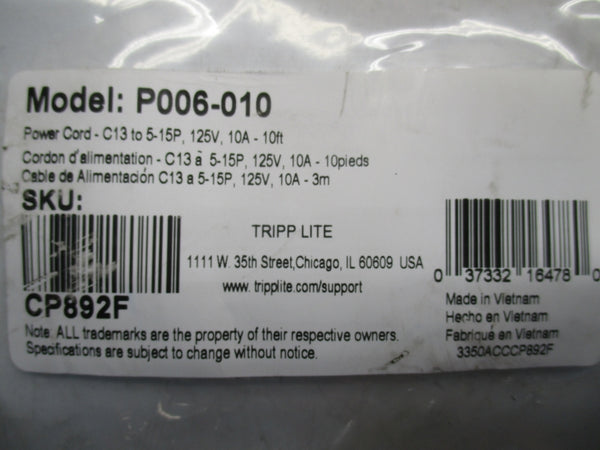 Model: P006-010
Power Cord - C13 to 5-15P, 125V, 10A - 10ft
Cordon d'alimentation - C13 à 5-15P, 125V, 10A - 10pieds
Cable de Alimentación C13 a 5-15P, 125V, 10A - 3m
SKU:
CP892F
TRIPP LITE
1111 W. 35th Street,Chicago, IL 60609 USA
www.tripplite.com/support
0 37332 16478 0
Made in Vietnam
Hecho en Vietnam
Fabriqué en Vietnam
3350ACCCP892F
Note: ALL trademarks are the property of their respective owners.
Specifications are subject to change without notice.